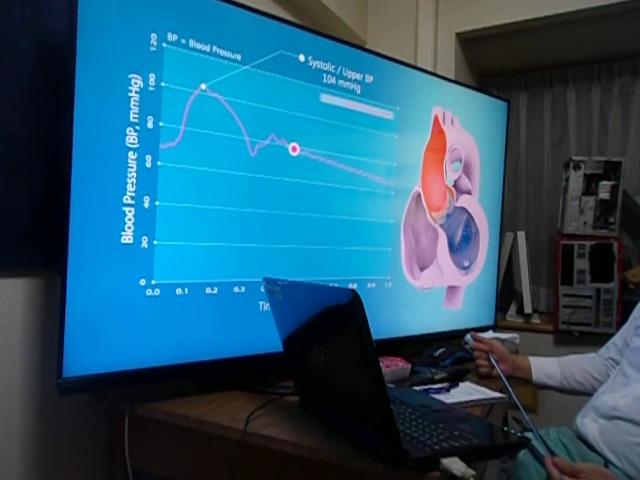 BP = Blood Pressure
Systolic / Upper BP
104 mmHg
Blood Pressure (BP, mmHg)
120
100
80
60
40
20
0
0.0 0.1 0.2 0.3